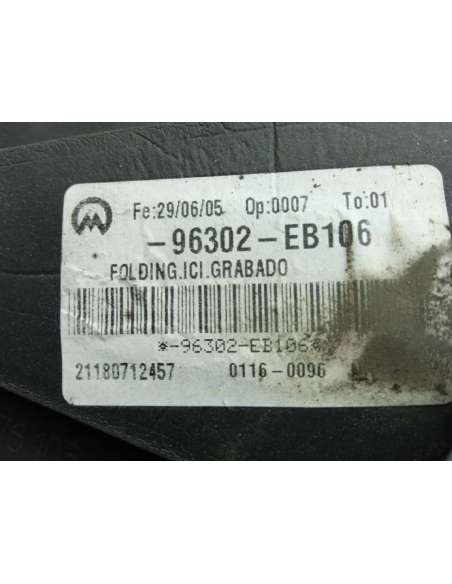 Fe:29/06/05 Op:0007 To:01
-96302-EB106
FOLDING.ICI.GRABADO
*-96302-EB106*
21180712457 0116-0096